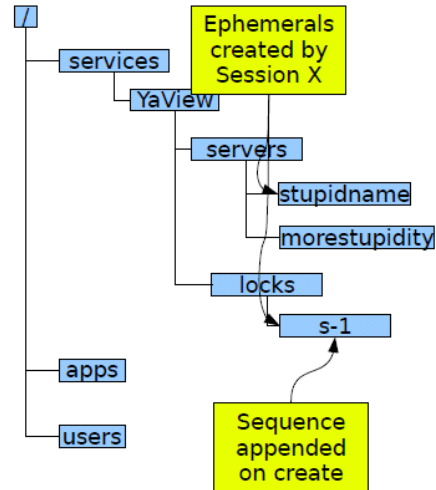 /
Ephemerals
created by
Session X
services
YaView
servers
stupidname
morestupidity
locks
s-1
apps
users
Sequence
appended
on create